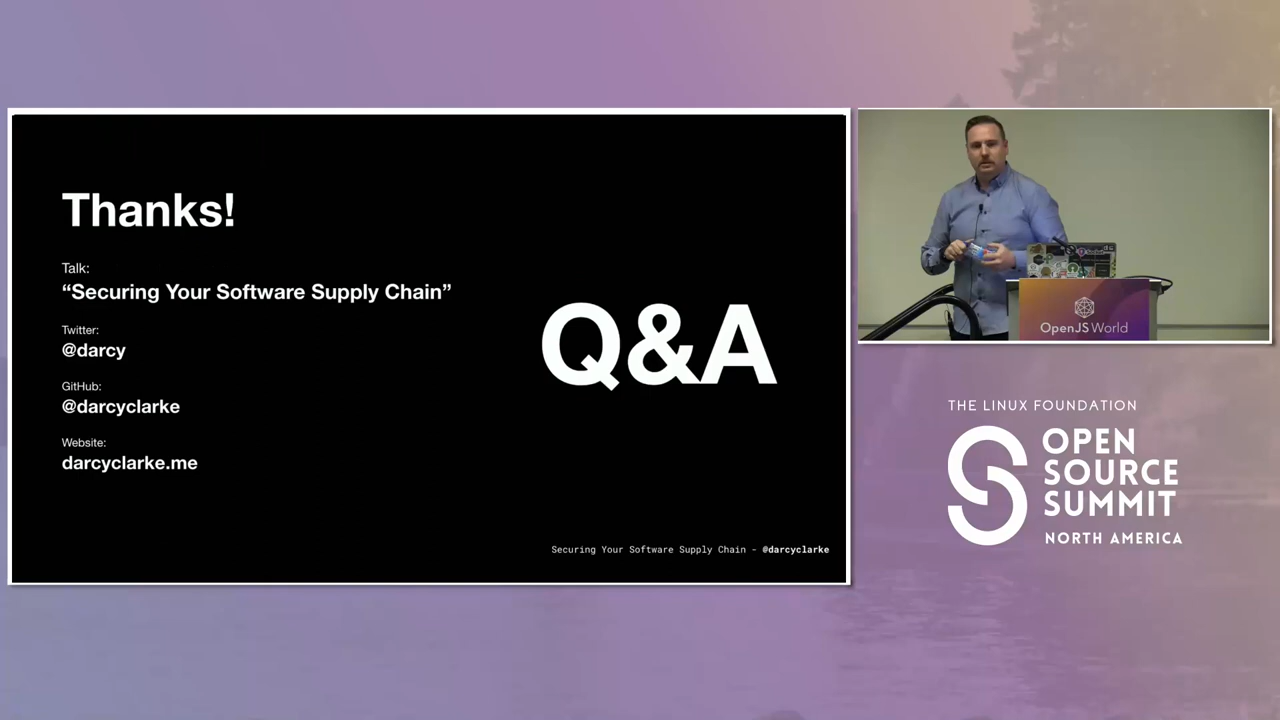 Thanks!
Talk:
“Securing Your Software Supply Chain”
Twitter:
@darcy
GitHub:
@darcyclarke
Website:
darcyclarke.me
Q&A
Securing Your Software Supply Chain - @darcyclarke
OpenJS World
THE LINUX FOUNDATION
OPEN
SOURCE
SUMMIT
NORTH AMERICA